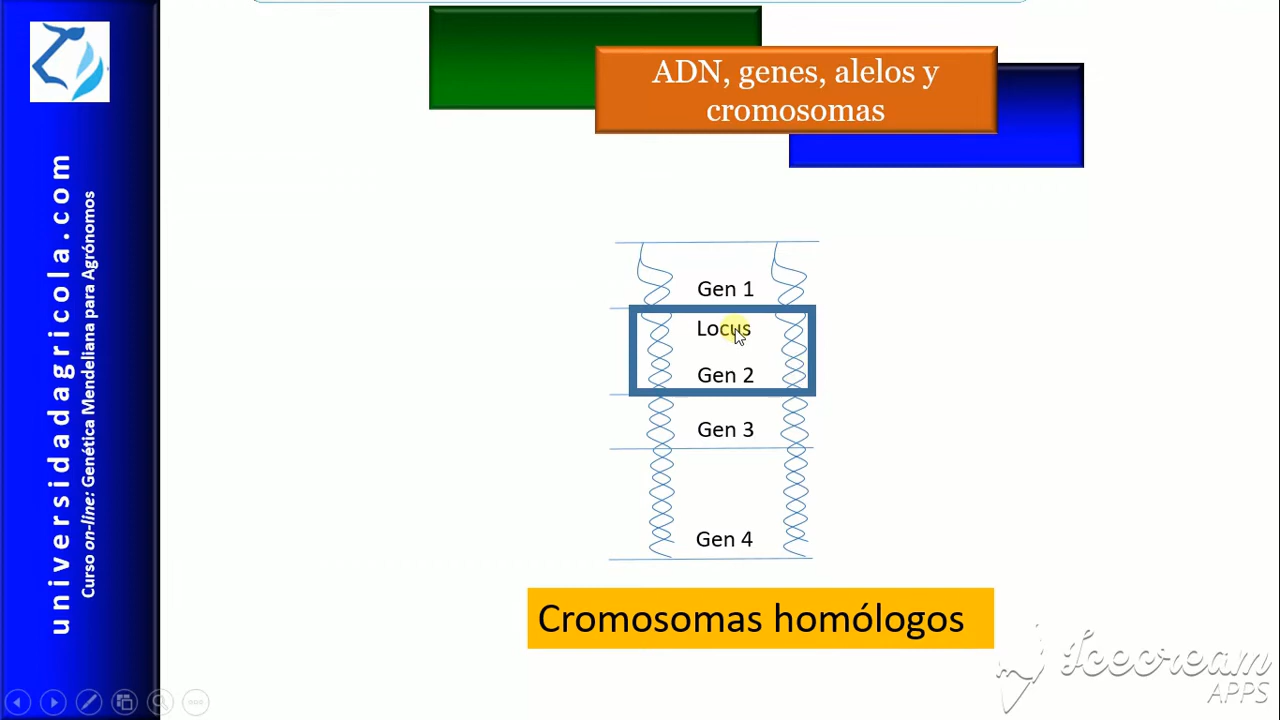 universidadagricola.com
Curso on-line: Genética Mendeliana para Agrónomos
ADN, genes, alelos y
cromosomas
Gen 1
Locus
Gen 2
Gen 3
Gen 4
Cromosomas homólogos
Icecream
APPS